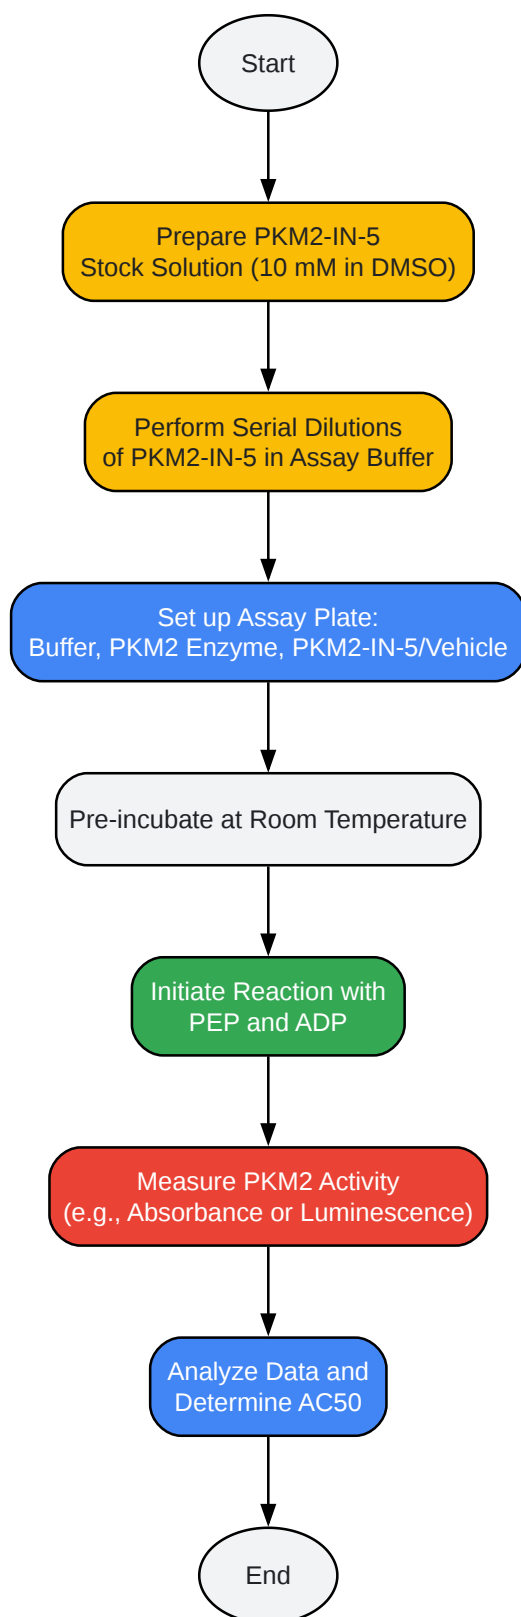 Start
Prepare PKM2-IN-5
Stock Solution (10 mM in DMSO)
Perform Serial Dilutions
of PKM2-IN-5 in Assay Buffer
Set up Assay Plate:
Buffer, PKM2 Enzyme, PKM2-IN-5/Vehicle
Pre-incubate at Room Temperature
Initiate Reaction with
PEP and ADP
Measure PKM2 Activity
(e.g., Absorbance or Luminescence)
Analyze Data and
Determine AC50
End